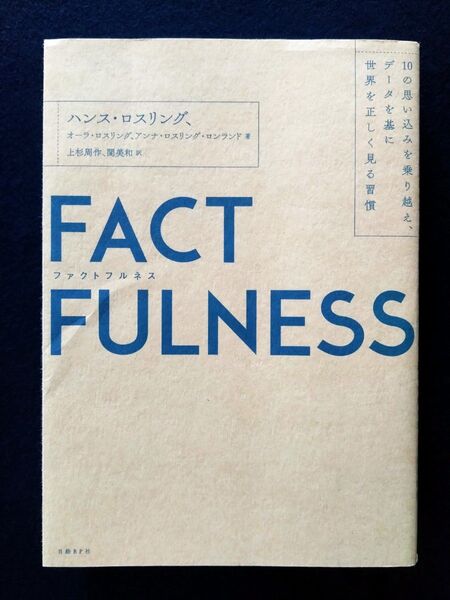 10の思い込みを乗り越え、
データを基に
世界を正しく見る習慣
ハンス・ロスリング、
オーラ・ロスリング、アンナ・ロスリング・ロンランド 著
上杉周作、関美和 訳
FACT
ファクトフルネス
FULNESS
日経BP社